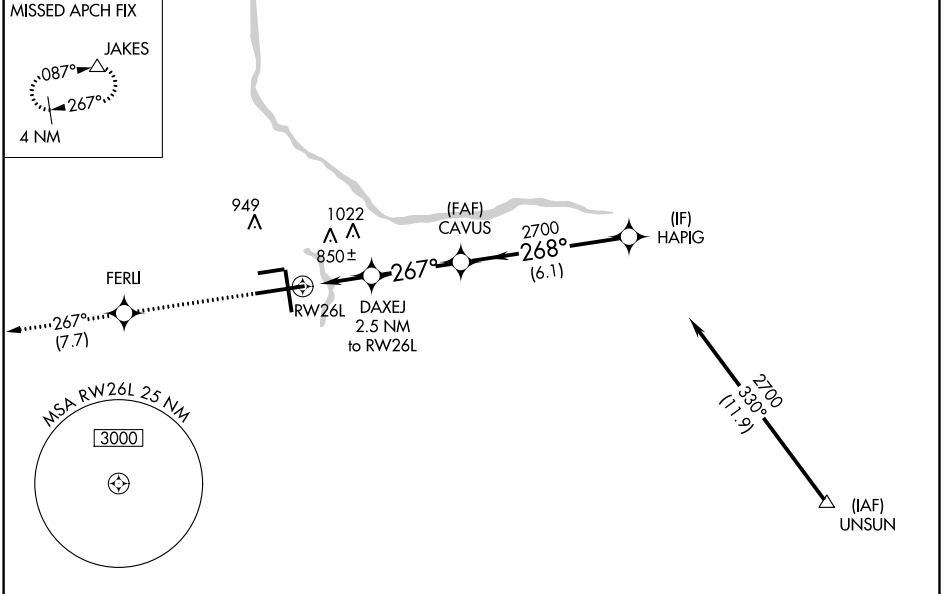 MISSED APCH FIX
JAKES
087°
267°
4 NM
949
1022
850±
(FAF)
CAVUS
2700
268°
(6.1)
(IF)
HAPIG
267°
FERLI
RW26L
DAXEJ
2.5 NM
to RW26L
267°
(7.7)
MSA RW26L 25 NM
3000
2700
330°
(11.9)
(IAF)
UNSUN